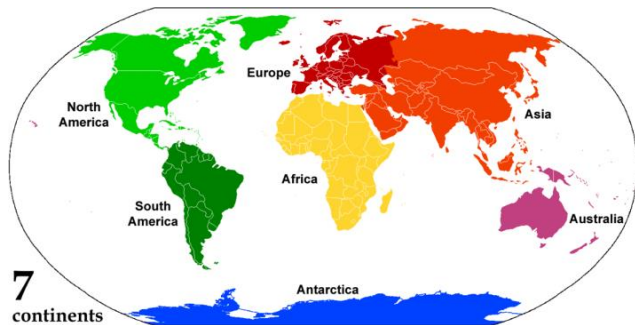 Europe
North
America
Asia
Africa
South
America
Australia
Antarctica
7
continents